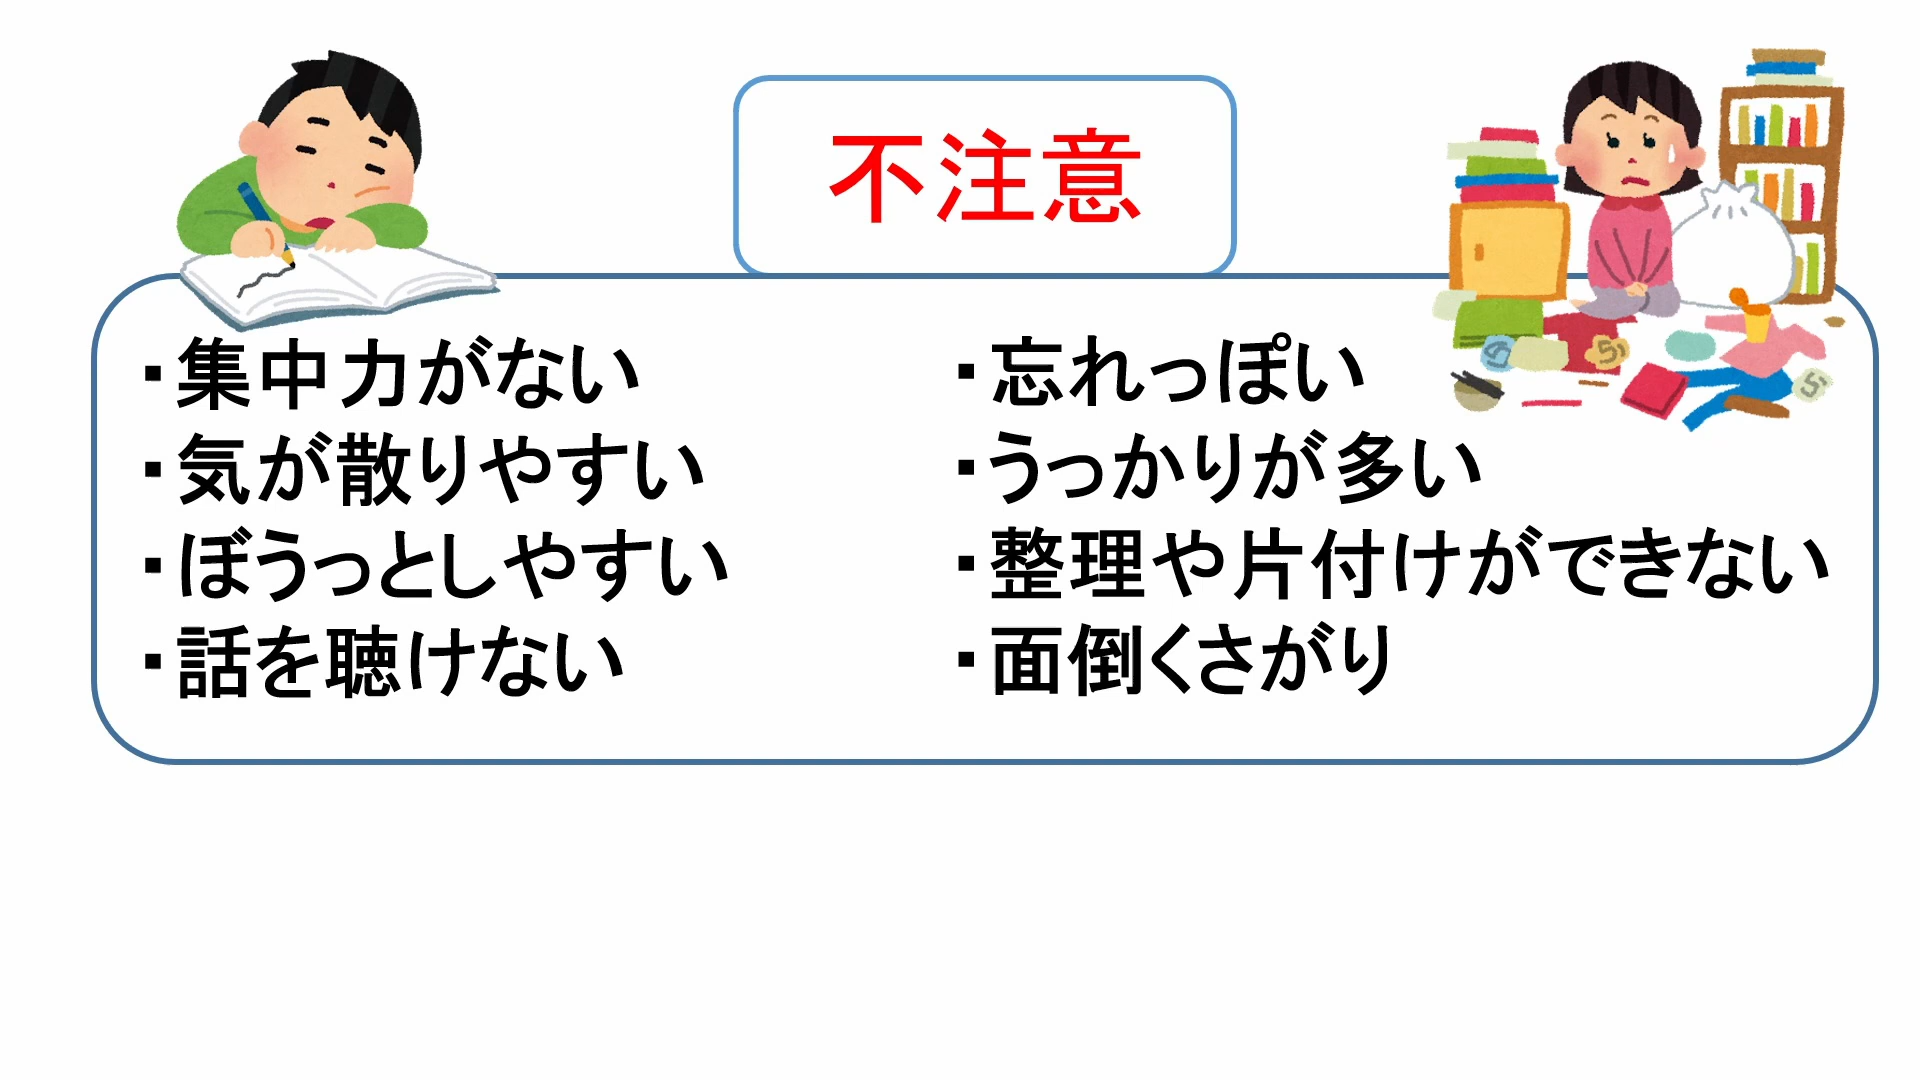 不注意
・集中力がない
・気が散りやすい
・ぼうっとしやすい
・話を聴けない
・忘れっぽい
・うっかりが多い
・整理や片付けができない
・面倒くさがり